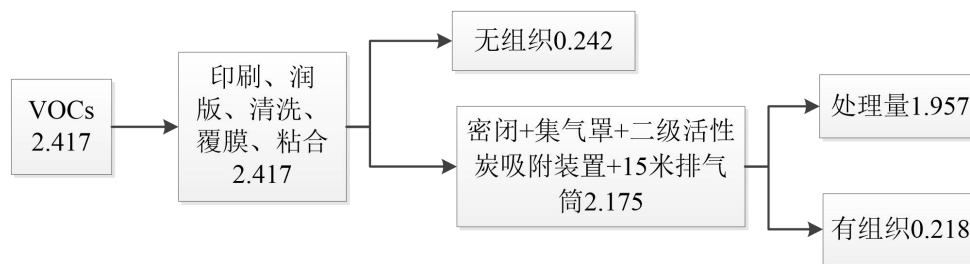 VOCs
2.417
印刷、润
版、清洗、
覆膜、粘合
2.417
无组织0.242
密闭+集气罩+二级活性
炭吸附装置+15米排气
筒2.175
处理量1.957
有组织0.218